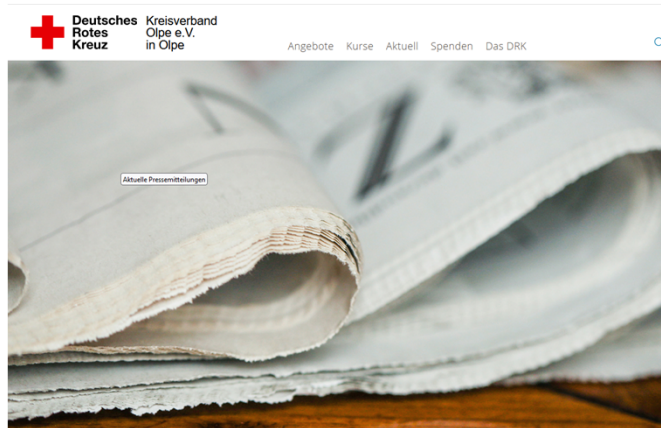 Deutsches
Rotes
Kreuz
Kreisverband
Olpe e.V.
in Olpe
Angebote Kurse Aktuell Spenden Das DRK
Aktuelle Pressemitteilungen
Z